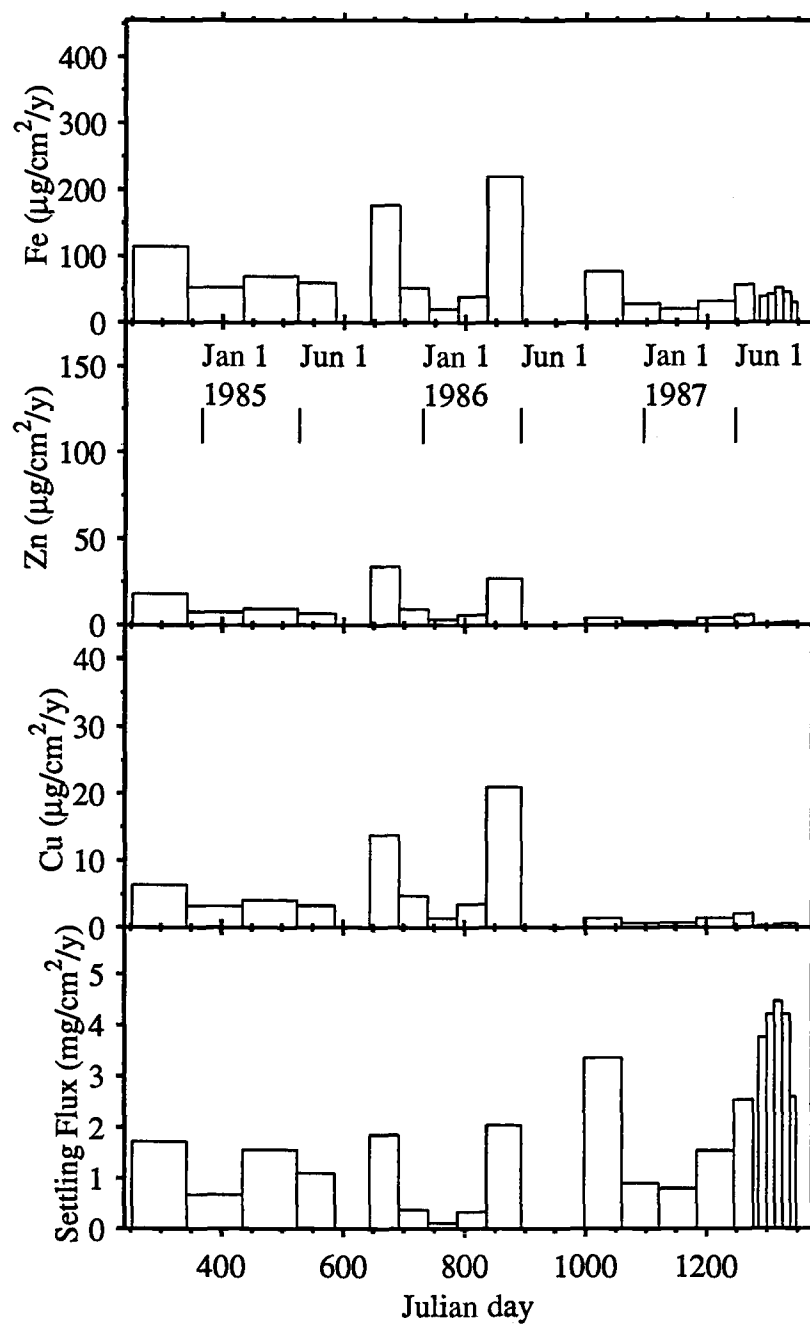 Fe (μg/cm²/y)
400
300
200
100
0
Jan 1 Jun 1 Jan 1 Jun 1 Jan 1 Jun 1
1985 1986 1987
Zn (μg/cm²/y)
150
100
50
0
Cu (μg/cm²/y)
40
30
20
10
0
Settling Flux (mg/cm²/y)
5
4
3
2
1
0
400 600 800 1000 1200
Julian day